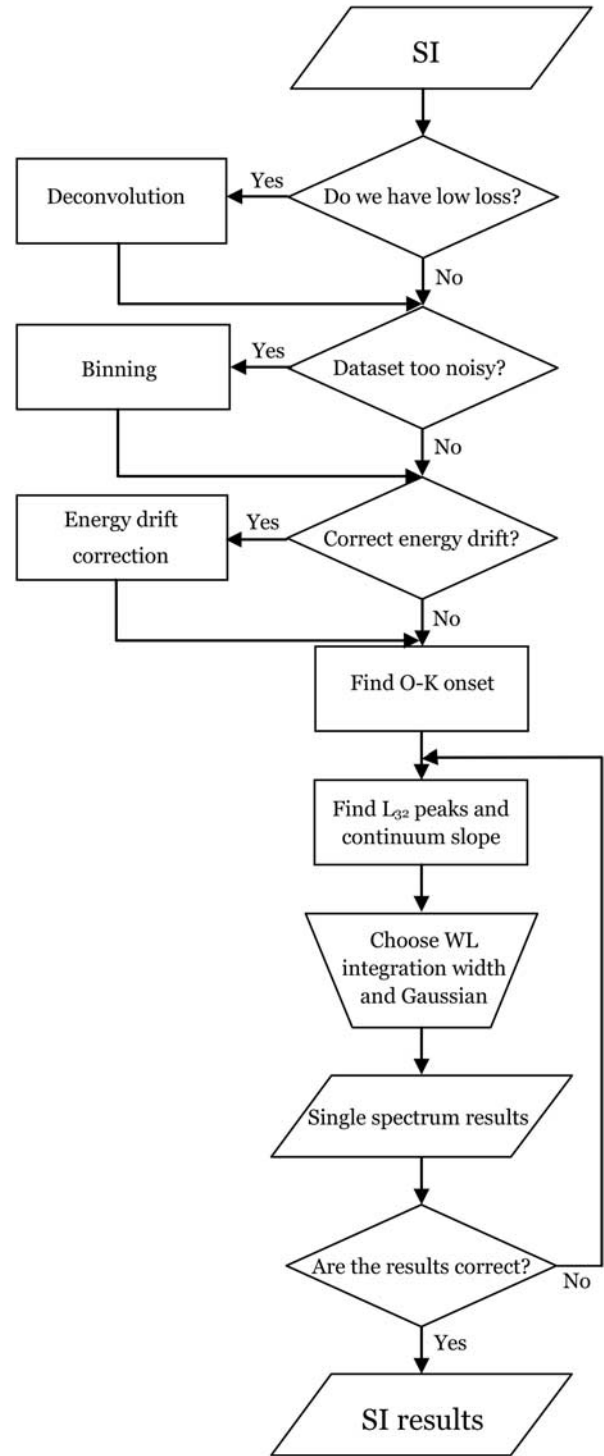 SI
Do we have low loss?
Yes
Deconvolution
No
Dataset too noisy?
Yes
Binning
No
Correct energy drift?
Yes
Energy drift
correction
No
Find O-K onset
Find L₃₂ peaks and
continuum slope
Choose WL
integration width
and Gaussian
Single spectrum results
Are the results correct?
No
Yes
SI results